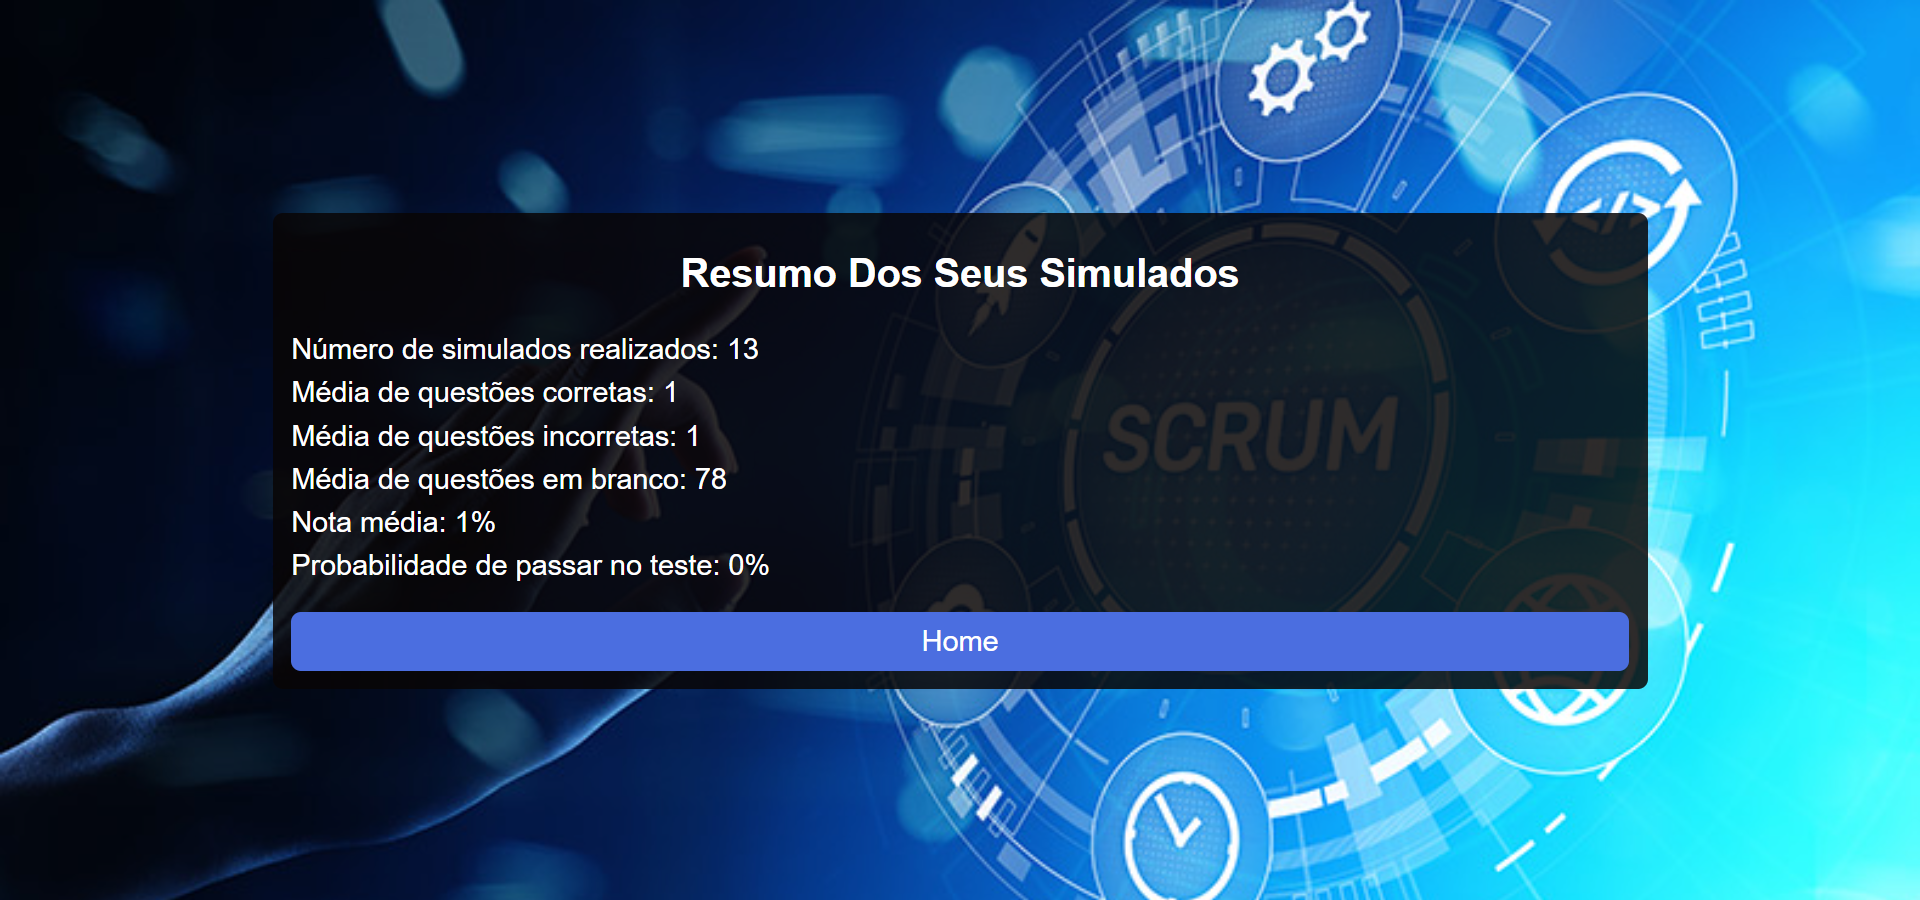 Resumo Dos Seus Simulados
SCRUM
Número de simulados realizados: 13
Média de questões corretas: 1
Média de questões incorretas: 1
Média de questões em branco: 78
Nota média: 1%
Probabilidade de passar no teste: 0%
Home